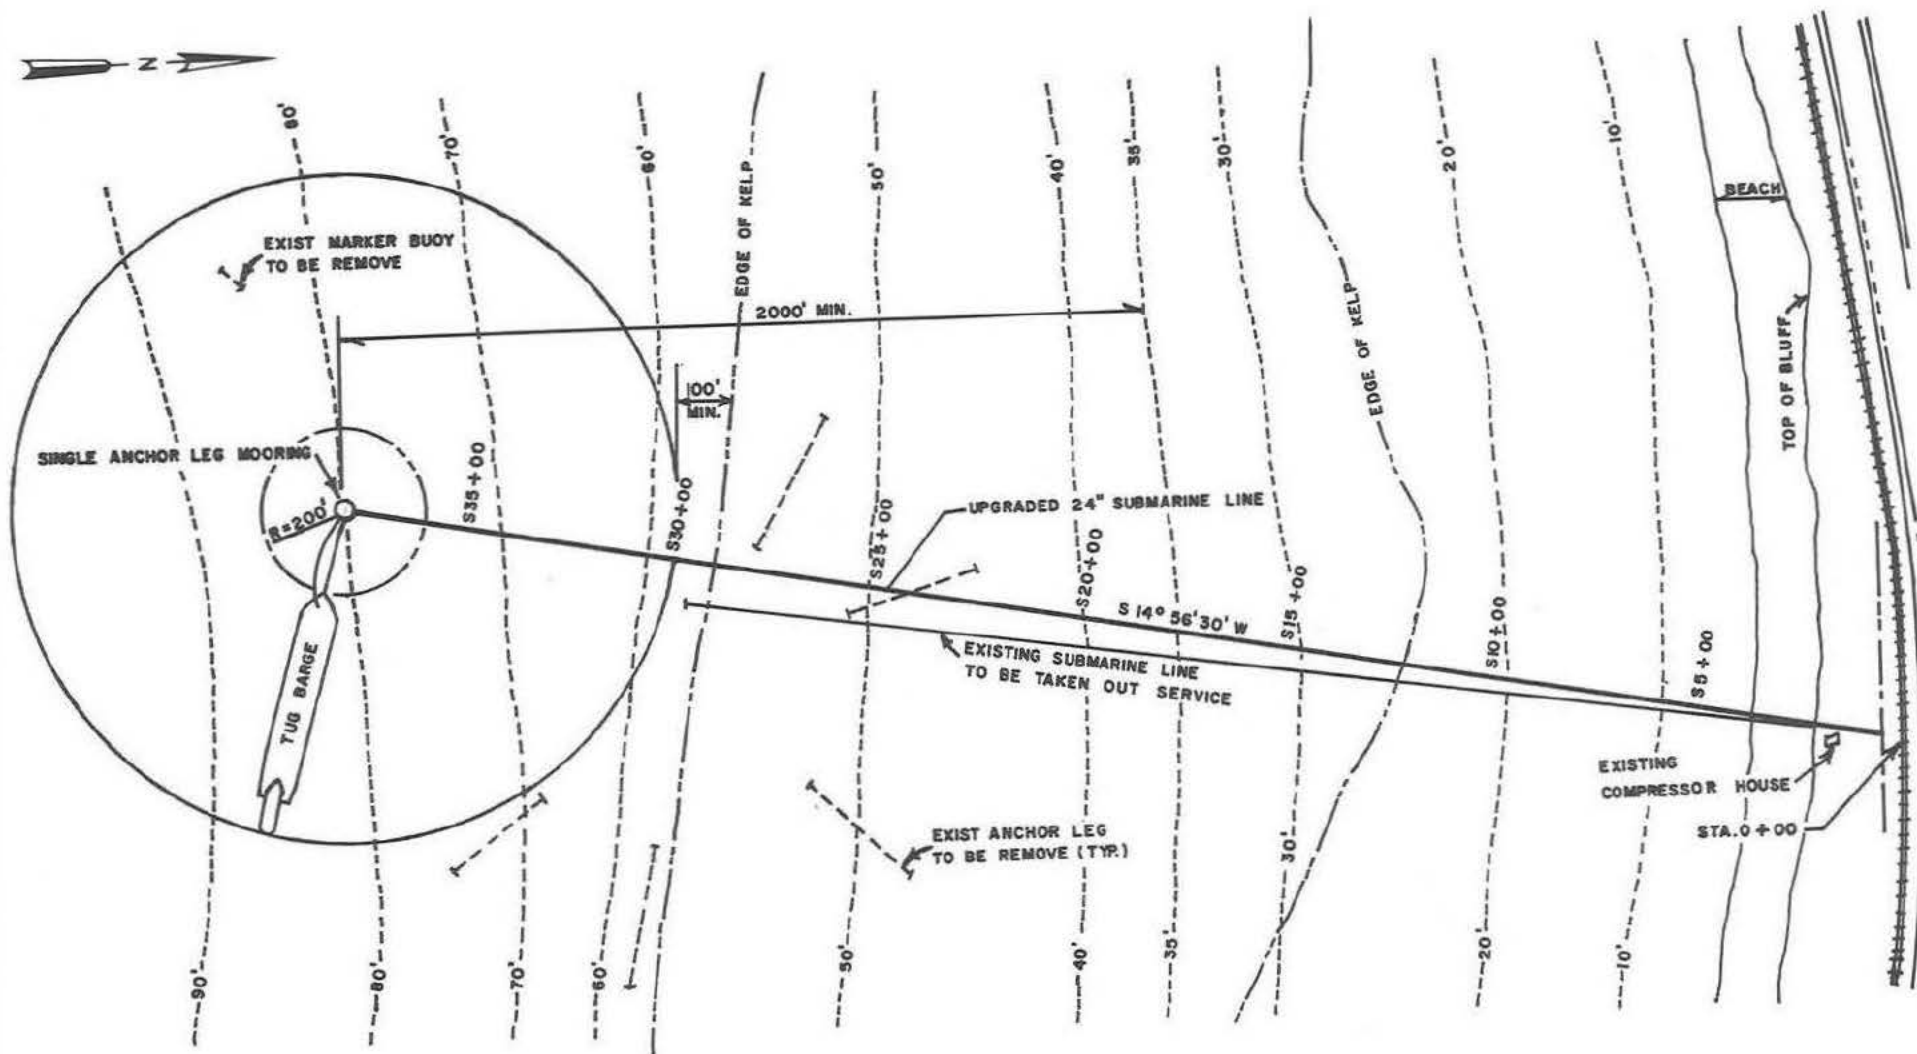 N
80'
70'
60'
50'
40'
35'
30'
20'
10'
EDGE OF KELP
EDGE OF KELP
BEACH
TOP OF BLUFF
EXIST MARKER BUOY
TO BE REMOVE
2000' MIN.
100'
MIN.
SINGLE ANCHOR LEG MOORING
R=200'
S35+00
S30+00
S25+00
S20+00
S15+00
S10+00
S5+00
UPGRADED 24" SUBMARINE LINE
S 14° 56' 30' W
EXISTING SUBMARINE LINE
TO BE TAKEN OUT SERVICE
TUG BARGE
EXISTING
COMPRESSOR HOUSE
STA. 0+00
EXIST ANCHOR LEG
TO BE REMOVE (TYP.)
30'
90'
80'
70'
60'
50'
40'
35'
20'
10'